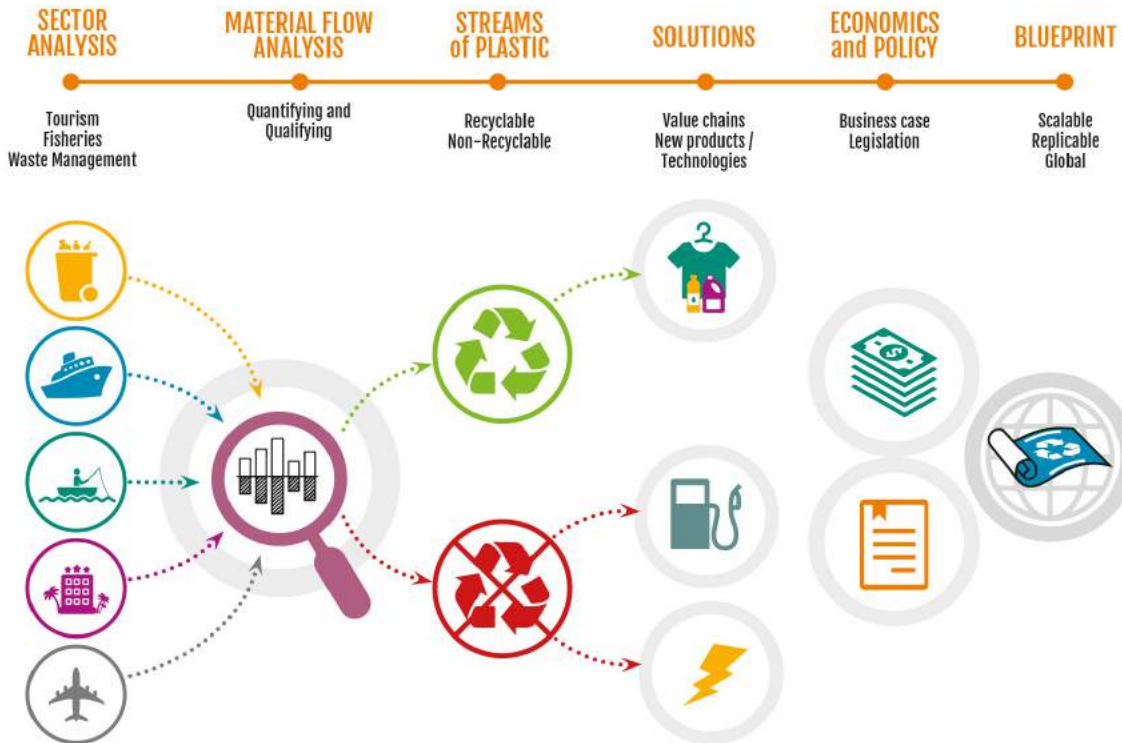 SECTOR
ANALYSIS
Tourism
Fisheries
Waste Management
MATERIAL FLOW
ANALYSIS
Quantifying and
Qualifying
STREAMS
of PLASTIC
Recyclable
Non-Recyclable
SOLUTIONS
Value chains
New products /
Technologies
ECONOMICS
and POLICY
Business case
Legislation
BLUEPRINT
Scalable
Replicable
Global
$